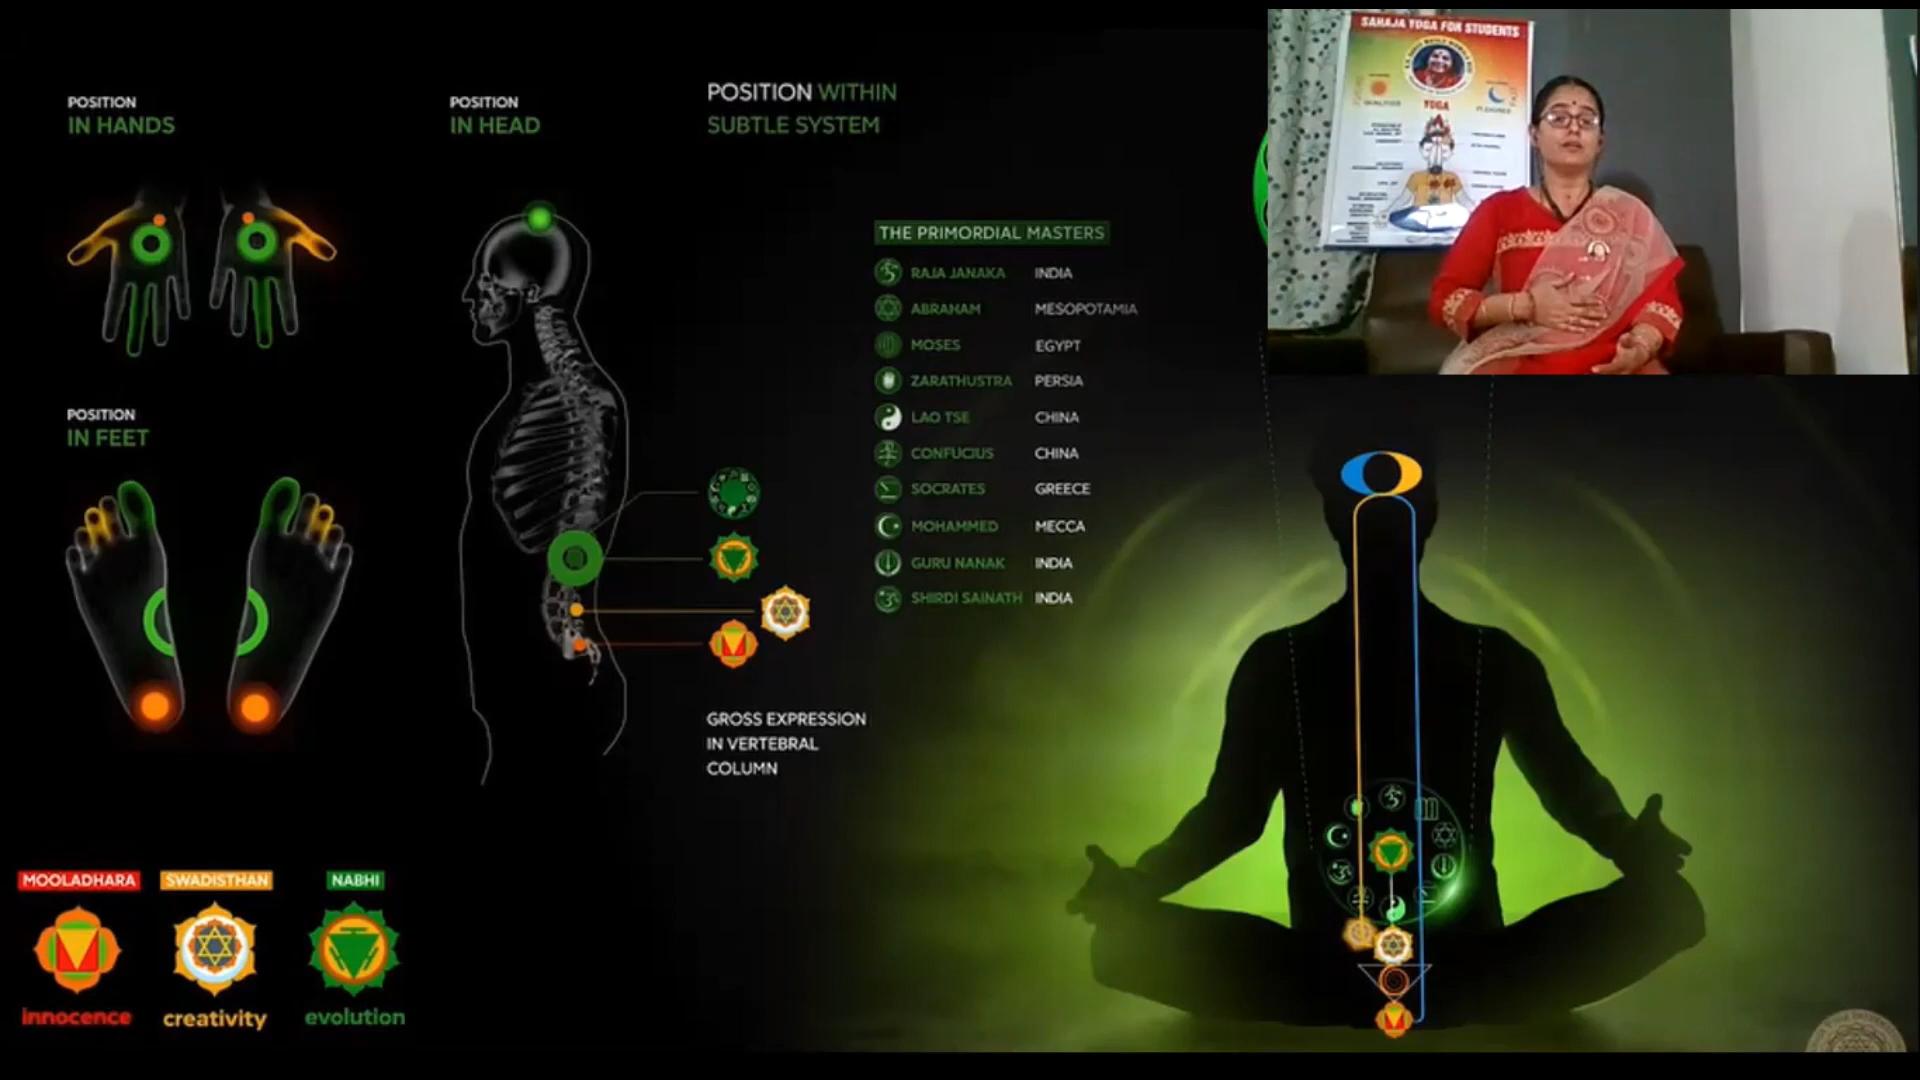 POSITION
IN HANDS
POSITION
IN HEAD
POSITION WITHIN
SUBTLE SYSTEM
SAHAJA YOGA FOR STUDENTS
YOGA
THE PRIMORDIAL MASTERS
RAJA JANAKA INDIA
ABRAHAM MESOPOTAMIA
MOSES EGYPT
ZARATHUSTRA PERSIA
LAO TSE CHINA
CONFUCIUS CHINA
SOCRATES GREECE
MOHAMMED MECCA
GURU NANAK INDIA
SHIRDI SAINATH INDIA
POSITION
IN FEET
GROSS EXPRESSION
IN VERTEBRAL
COLUMN
MOOLADHARA
SWADISTHAN
NABHI
innocence
creativity
evolution